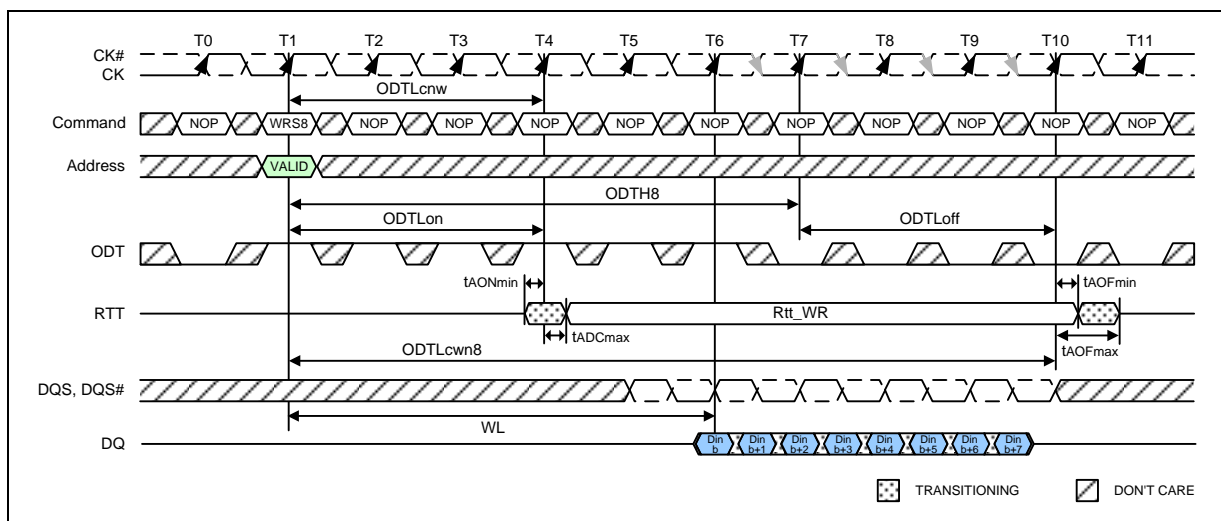 T0 T1 T2 T3 T4 T5 T6 T7 T8 T9 T10 T11
CK#
CK
ODTLcnw
Command NOP WRS8 NOP NOP NOP NOP NOP NOP NOP NOP NOP NOP
Address VALID
ODTH8
ODTLon ODTLoff
ODT
tAONmin tAOFmin
RTT Rtt_WR
tADCmax
tAOFmax
ODTLcwn8
DQS, DQS#
WL
DQ Din b Din b+1 Din b+2 Din b+3 Din b+4 Din b+5 Din b+6 Din b+7
TRANSITIONING DON'T CARE